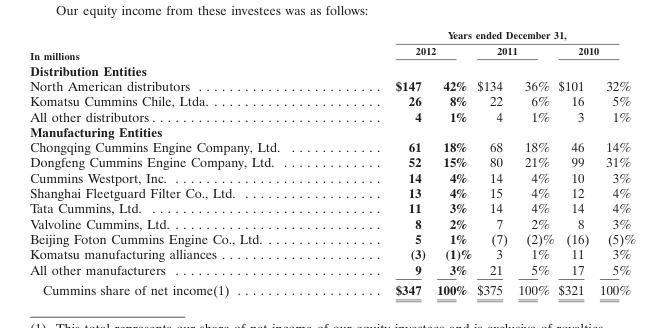 Our equity income from these investees was as follows:
Years ended December 31,
In millions 2012 2011 2010
Distribution Entities
North American distributors . . . . . . . . . . . . . . . . . . . . . . . . $147 42% $134 36% $101 32%
Komatsu Cummins Chile, Ltda. . . . . . . . . . . . . . . . . . . . . . . 26 8% 22 6% 16 5%
All other distributors . . . . . . . . . . . . . . . . . . . . . . . . . . . . . . 4 1% 4 1% 3 1%
Manufacturing Entities
Chongqing Cummins Engine Company, Ltd. . . . . . . . . . . . . 61 18% 68 18% 46 14%
Dongfeng Cummins Engine Company, Ltd. . . . . . . . . . . . . . 52 15% 80 21% 99 31%
Cummins Westport, Inc. . . . . . . . . . . . . . . . . . . . . . . . . . . . 14 4% 14 4% 10 3%
Shanghai Fleetguard Filter Co., Ltd. . . . . . . . . . . . . . . . . . . 13 4% 15 4% 12 4%
Tata Cummins, Ltd. . . . . . . . . . . . . . . . . . . . . . . . . . . . . . . 11 3% 14 4% 14 4%
Valvoline Cummins, Ltd. . . . . . . . . . . . . . . . . . . . . . . . . . . 8 2% 7 2% 8 3%
Beijing Foton Cummins Engine Co., Ltd. . . . . . . . . . . . . . . . 5 1% (7) (2)% (16) (5)%
Komatsu manufacturing alliances . . . . . . . . . . . . . . . . . . . . (3) (1)% 3 1% 11 3%
All other manufacturers . . . . . . . . . . . . . . . . . . . . . . . . . . . 9 3% 21 5% 17 5%
Cummins share of net income(1) . . . . . . . . . . . . . . . . . . . $347 100% $375 100% $321 100%
(1) This total represents our share of net income of our equity investees and is exclusive of royalties